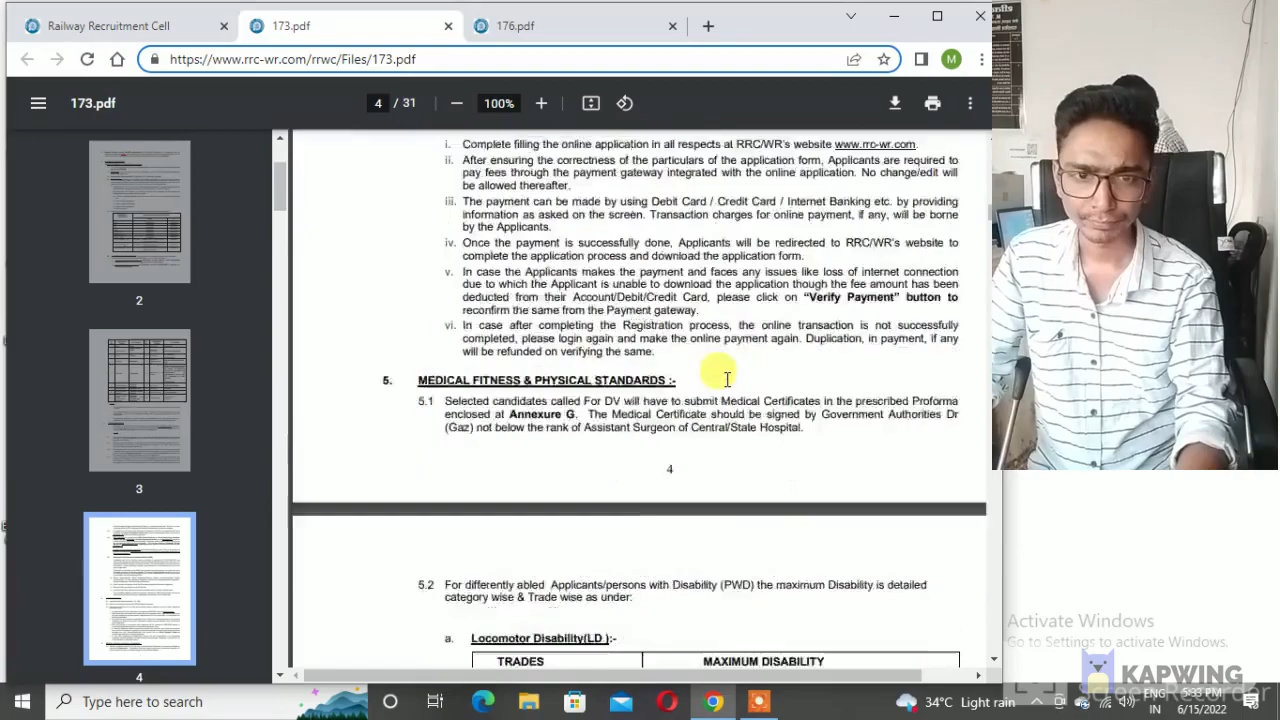 Railway Recruitment Cell
173.pdf
176.pdf
https://www.rrc-wr.
wc/Files/173.pdf
M
173.pdf
4 / 31
100%
2
3
4
i. Complete filling the online application in all respects at RRC/WR's website www.rrc-wr.com.
ii. After ensuring the correctness of the particulars of the application form, Applicants are required to
pay fees through the payment gateway integrated with the online application. No change/edit will
be allowed thereafter.
iii. The payment can be made by using Debit Card / Credit Card / Internet Banking etc. by providing
information as asked on the screen. Transaction charges for online payment, if any, will be borne
by the Applicants.
iv. Once the payment is successfully done, Applicants will be redirected to RRC/WR's website to
complete the application process and download the application form.
v. In case the Applicants makes the payment and faces any issues like loss of internet connection
due to which the Applicant is unable to download the application though the fee amount has been
deducted from their Account/Debit/Credit Card, please click on "Verify Payment" button to
reconfirm the same from the Payment gateway.
vi. In case after completing the Registration process, the online transaction is not successfully
completed, please login again and make the online payment again. Duplication, in payment, if any
will be refunded on verifying the same.
5. MEDICAL FITNESS & PHYSICAL STANDARDS :-
5.1 Selected candidates called For DV will have to submit Medical Certificates in the prescribed Proforma
enclosed at Annexure G. The Medical Certificate should be signed by Government Authorities Dr
(Gaz) not below the rank of Assistant Surgeon of Central/State Hospital.
4
5.2 For differently abled Applicants/persons with Disability (PWD) the maximum Disability is detailed
category wise & Trade wise as under:
a. Locomotor Disability(LD ):-
TRADES MAXIMUM DISABILITY
Activate Windows
Go to Settings to activate Windows.
KAPWING
Screen Recorder
Type here to search
34°C Light rain
ENG
IN
5:33 PM
6/15/2022